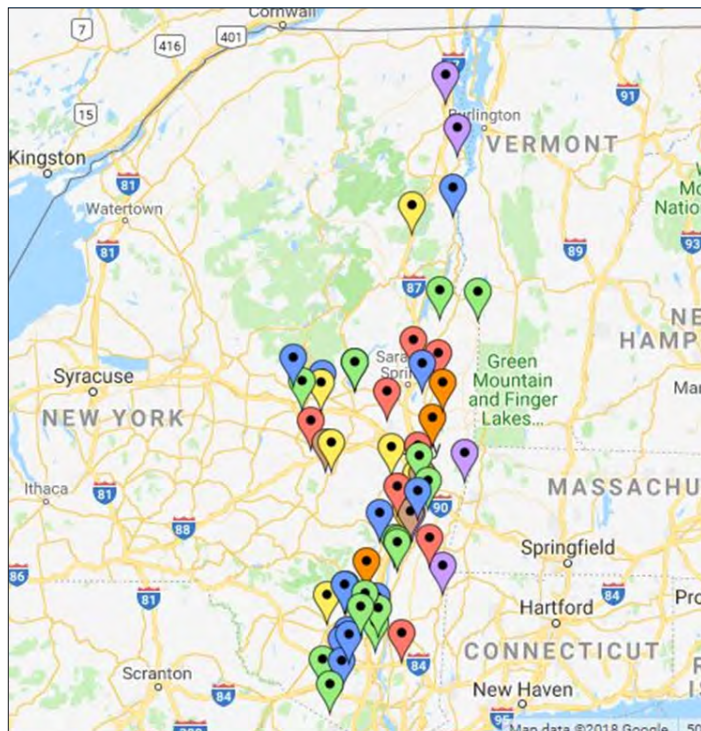 Cornwall
7
416
401
87
91
15
Burlington
VERMONT
Kingston
81
Watertown
81
89
93
87
Syracuse
NEW YORK
Green
Mountain
and Finger
Lakes...
Ithaca
81
90
MASSACHU
88
Springfield
86
81
84
Hartford
CONNECTICUT
84
Scranton
84
New Haven
95
Map data ©2018 Google